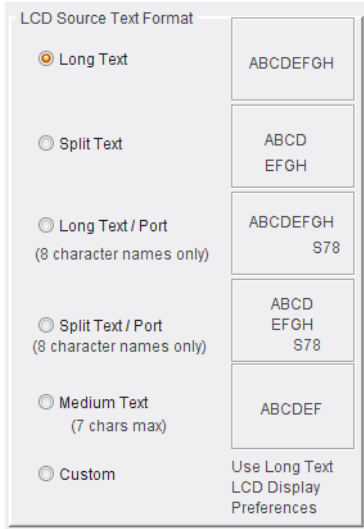 LCD Source Text Format
Long Text
ABCDEFGH
Split Text
ABCD
EFGH
Long Text / Port
(8 character names only)
ABCDEFGH
S78
Split Text / Port
(8 character names only)
ABCD
EFGH
S78
Medium Text
(7 chars max)
ABCDEF
Custom
Use Long Text
LCD Display
Preferences